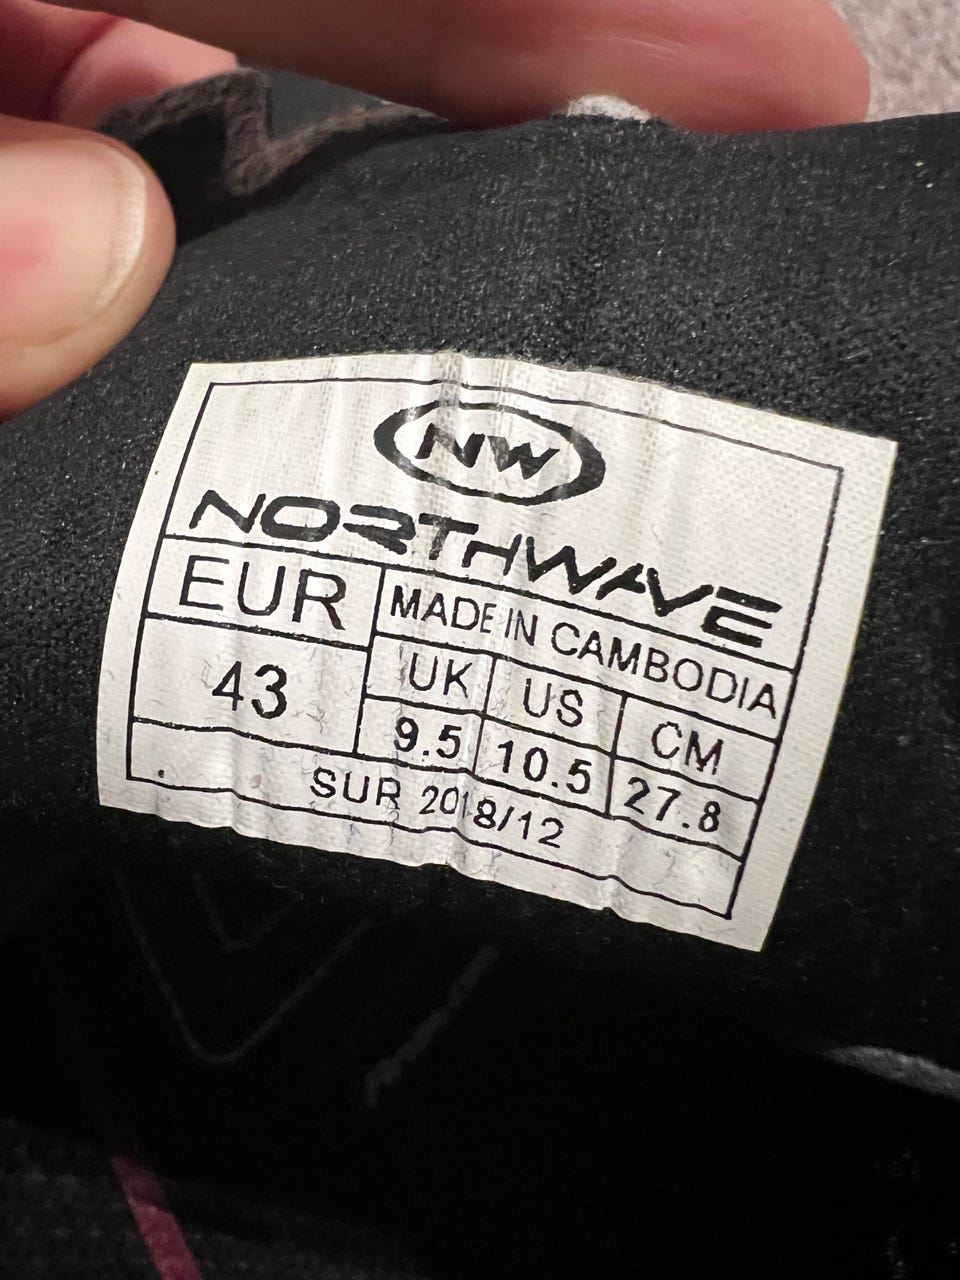 NW
NORTHWAVE
EUR MADE IN CAMBODIA
UK US CM
43
9.5 10.5 27.8
SUR 2018/12